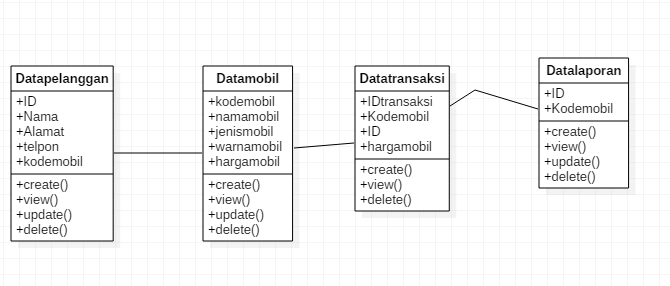 Datapelanggan
+ID
+Nama
+Alamat
+telpon
+kodemobil
+create()
+view()
+update()
+delete()
Datamobil
+kodemobil
+namamobil
+jenismobil
+warnamobil
+hargamobil
+create()
+view()
+update()
+delete()
Datatransaksi
+IDtransaksi
+Kodemobil
+ID
+hargamobil
+create()
+view()
+delete()
Datalaporan
+ID
+Kodemobil
+create()
+view()
+update()
+delete()